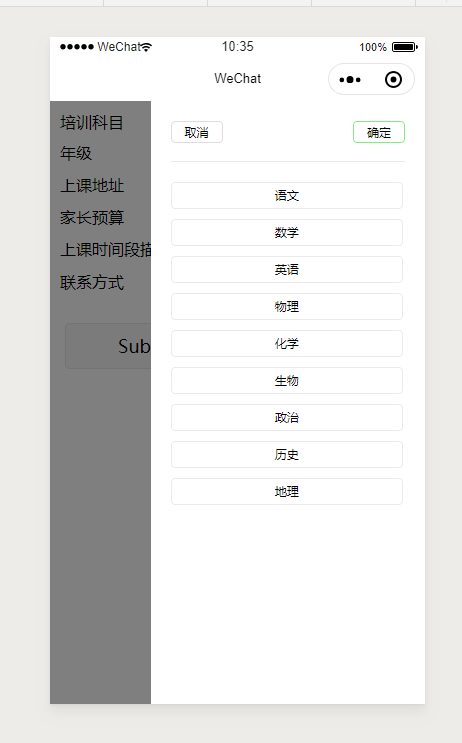 WeChat 10:35 100%
WeChat
取消 确定
培训科目
年级
上课地址
家长预算
上课时间段描
联系方式
Sub
语文
数学
英语
物理
化学
生物
政治
历史
地理